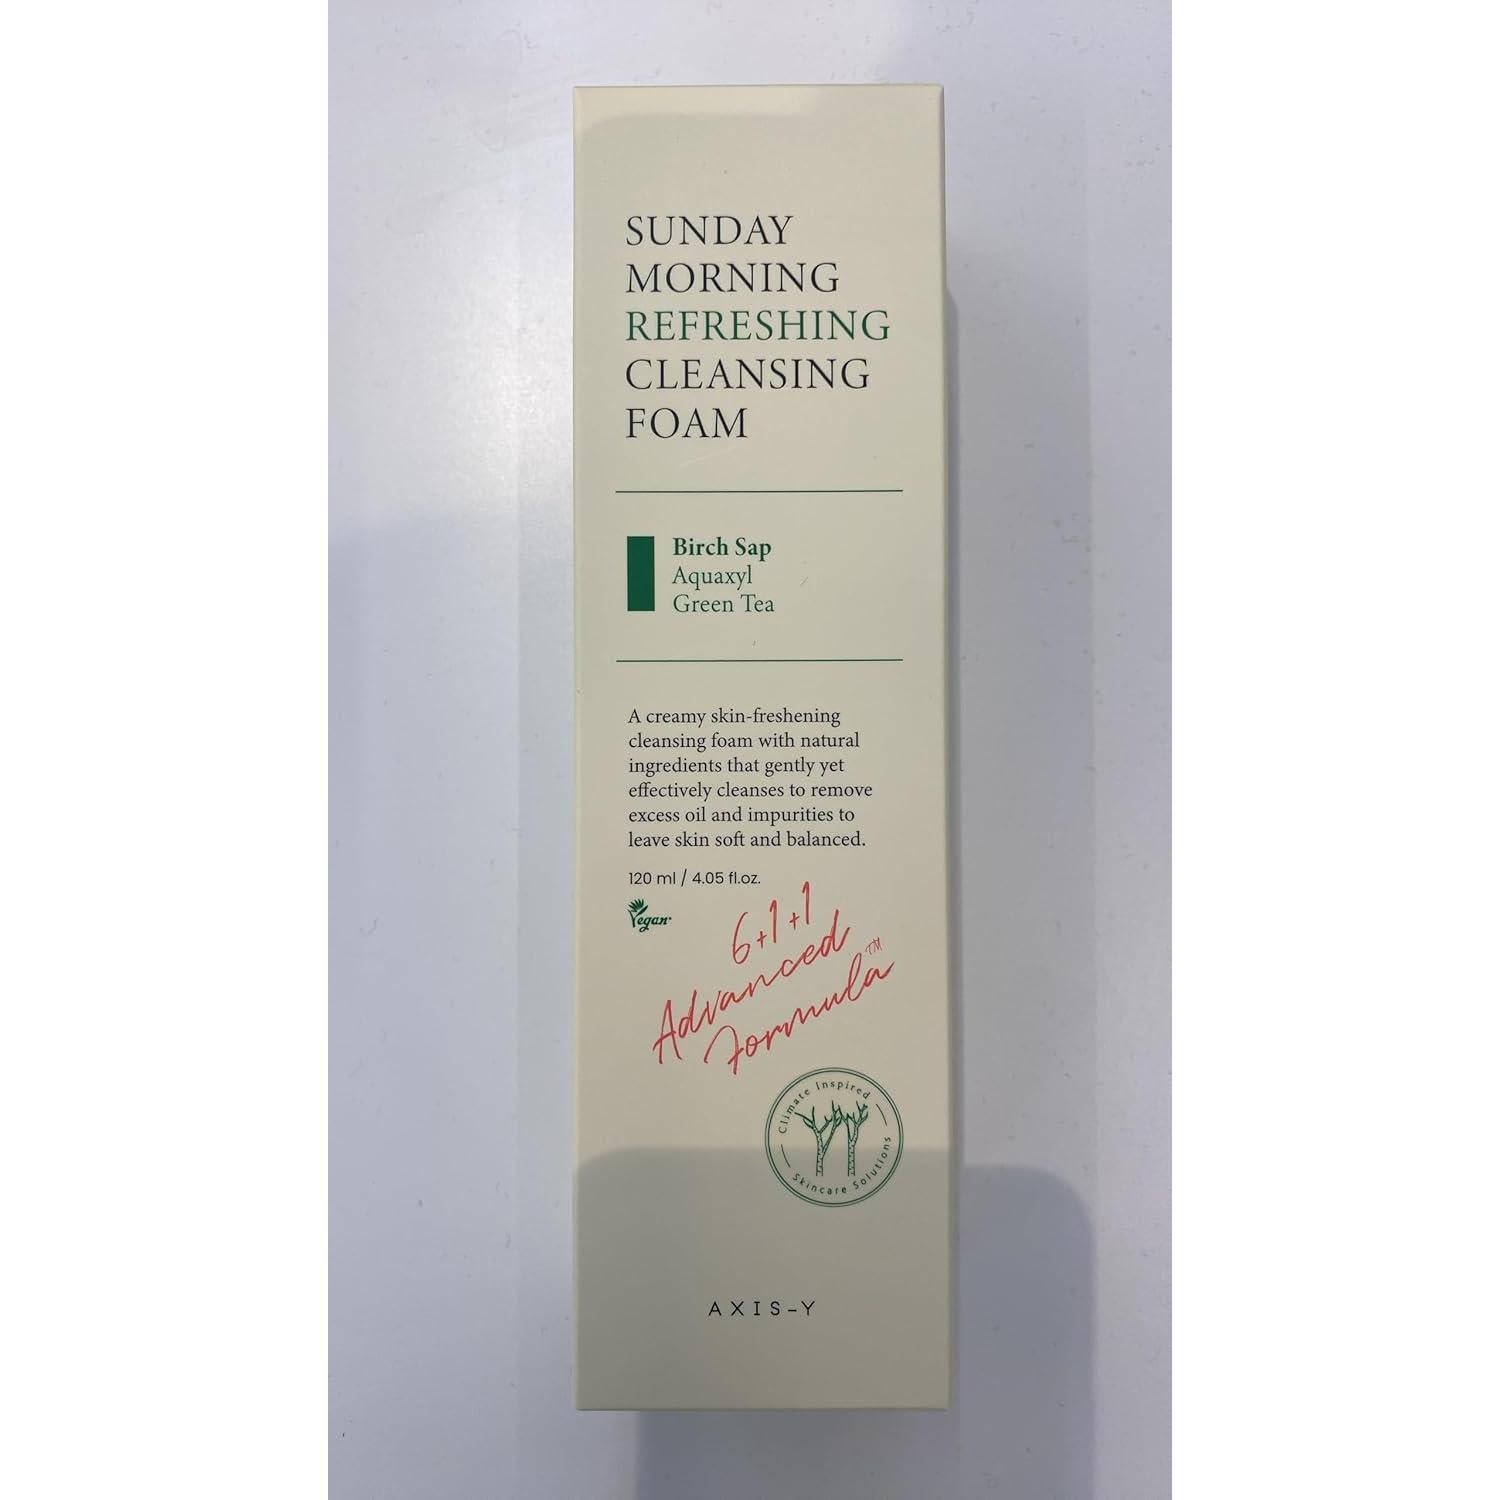 SUNDAY
MORNING
REFRESHING
CLEANSING
FOAM
Birch Sap
Aquaxyl
Green Tea
A creamy skin-freshening
cleansing foam with natural
ingredients that gently yet
effectively cleanses to remove
excess oil and impurities to
leave skin soft and balanced.
120 ml / 4.05 fl.oz.
Vegan
6+1+1
Advanced
Formula™
Climate Inspired
Skincare Solutions
AXIS-Y